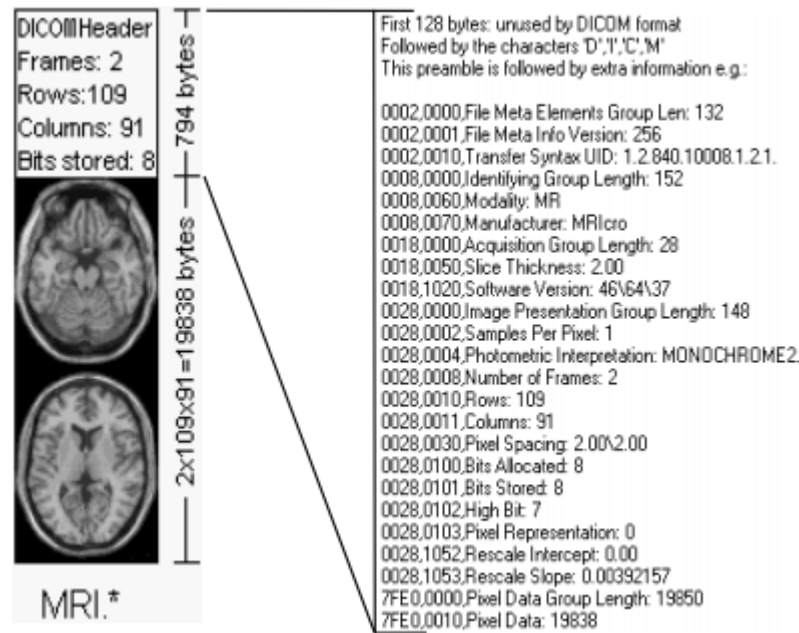 DICOM Header
Frames: 2
Rows:109
Columns: 91
Bits stored: 8
794 bytes
2x109x91=19838 bytes
MRI.*
First 128 bytes: unused by DICOM format
Followed by the characters 'D','I','C','M'
This preamble is followed by extra information e.g.:
0002,0000,File Meta Elements Group Len: 132
0002,0001,File Meta Info Version: 256
0002,0010,Transfer Syntax UID: 1.2.840.10008.1.2.1.
0008,0000,Identifying Group Length: 152
0008,0060,Modality: MR
0008,0070,Manufacturer: MRIcro
0018,0000,Acquisition Group Length: 28
0018,0050,Slice Thickness: 2.00
0018,1020,Software Version: 46\64\37
0028,0000,Image Presentation Group Length: 148
0028,0002,Samples Per Pixel: 1
0028,0004,Photometric Interpretation: MONOCHROME2.
0028,0008,Number of Frames: 2
0028,0010,Rows: 109
0028,0011,Columns: 91
0028,0030,Pixel Spacing: 2.00\2.00
0028,0100,Bits Allocated: 8
0028,0101,Bits Stored: 8
0028,0102,High Bit: 7
0028,0103,Pixel Representation: 0
0028,1052,Rescale Intercept: 0.00
0028,1053,Rescale Slope: 0.00392157
7FE0,0000,Pixel Data Group Length: 19850
7FE0,0010,Pixel Data: 19838